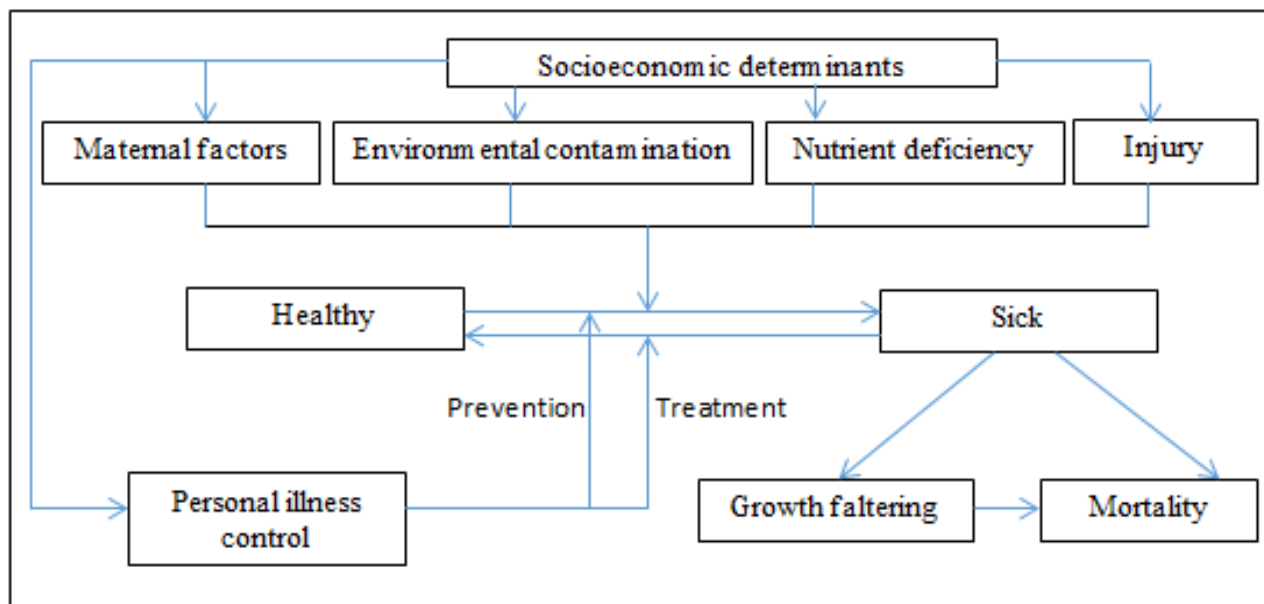 Socioeconomic determinants
Maternal factors
Environmental contamination
Nutrient deficiency
Injury
Healthy
Sick
Prevention
Treatment
Personal illness
control
Growth faltering
Mortality